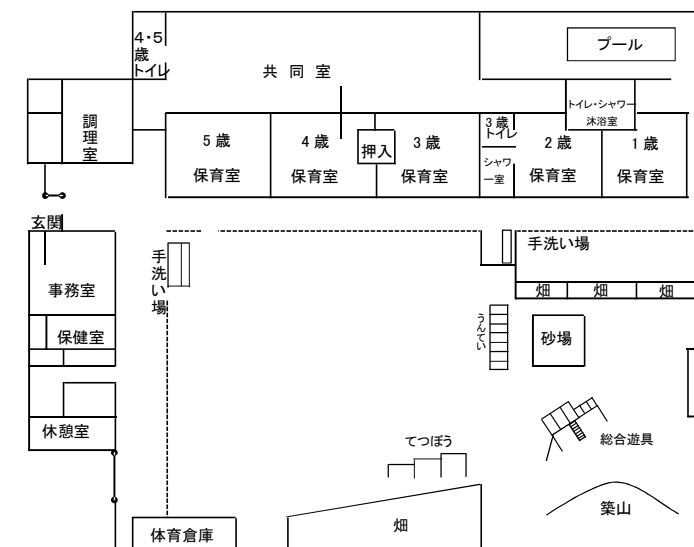 4・5
歳
トイレ
共同室
プール
調理室
5歳
保育室
4歳
保育室
押入
3歳
保育室
3歳
トイレ
シャワ
ー室
トイレ・シャワー
沐浴室
2歳
保育室
1歳
保育室
玄関
手洗い場
手洗い場
事務室
畑
畑
畑
保健室
うんてい
砂場
休憩室
てつぼう
総合遊具
築山
体育倉庫
畑